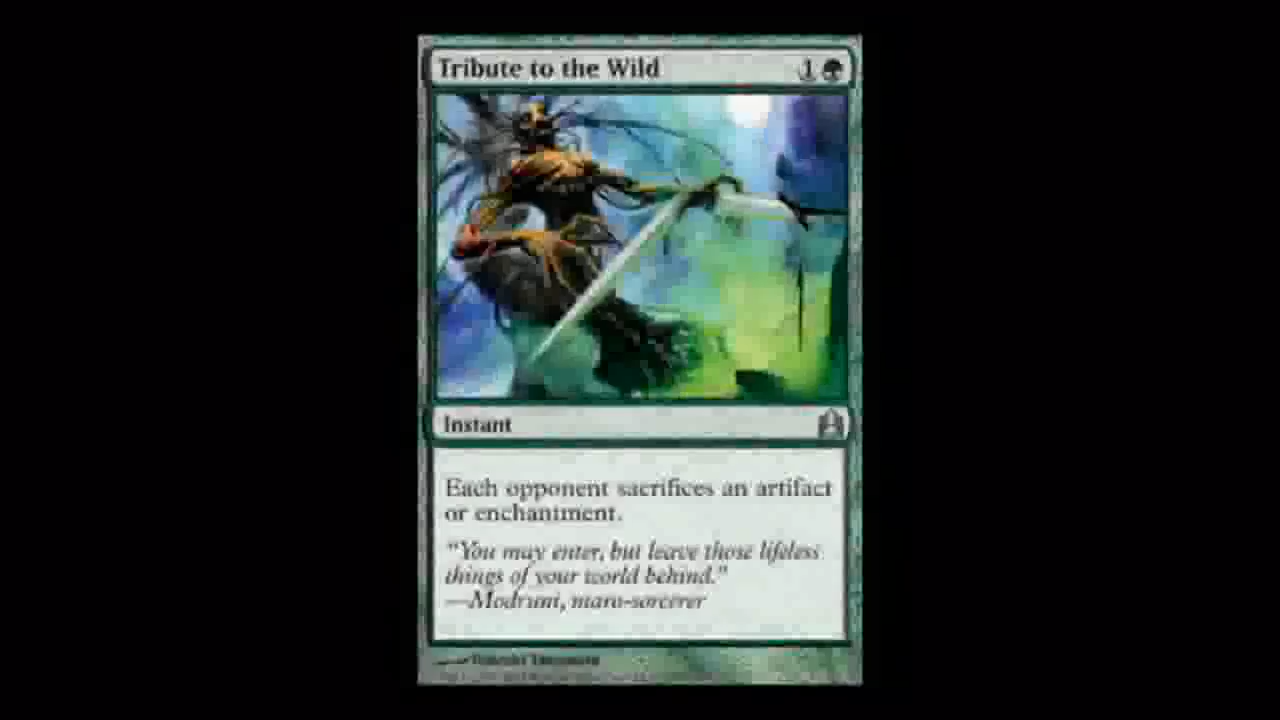 Tribute to the Wild 1
Instant
Each opponent sacrifices an artifact
or enchantment.
"You may enter, but leave those lifeless
things of your world behind."
—Modruni, maro-sorcerer